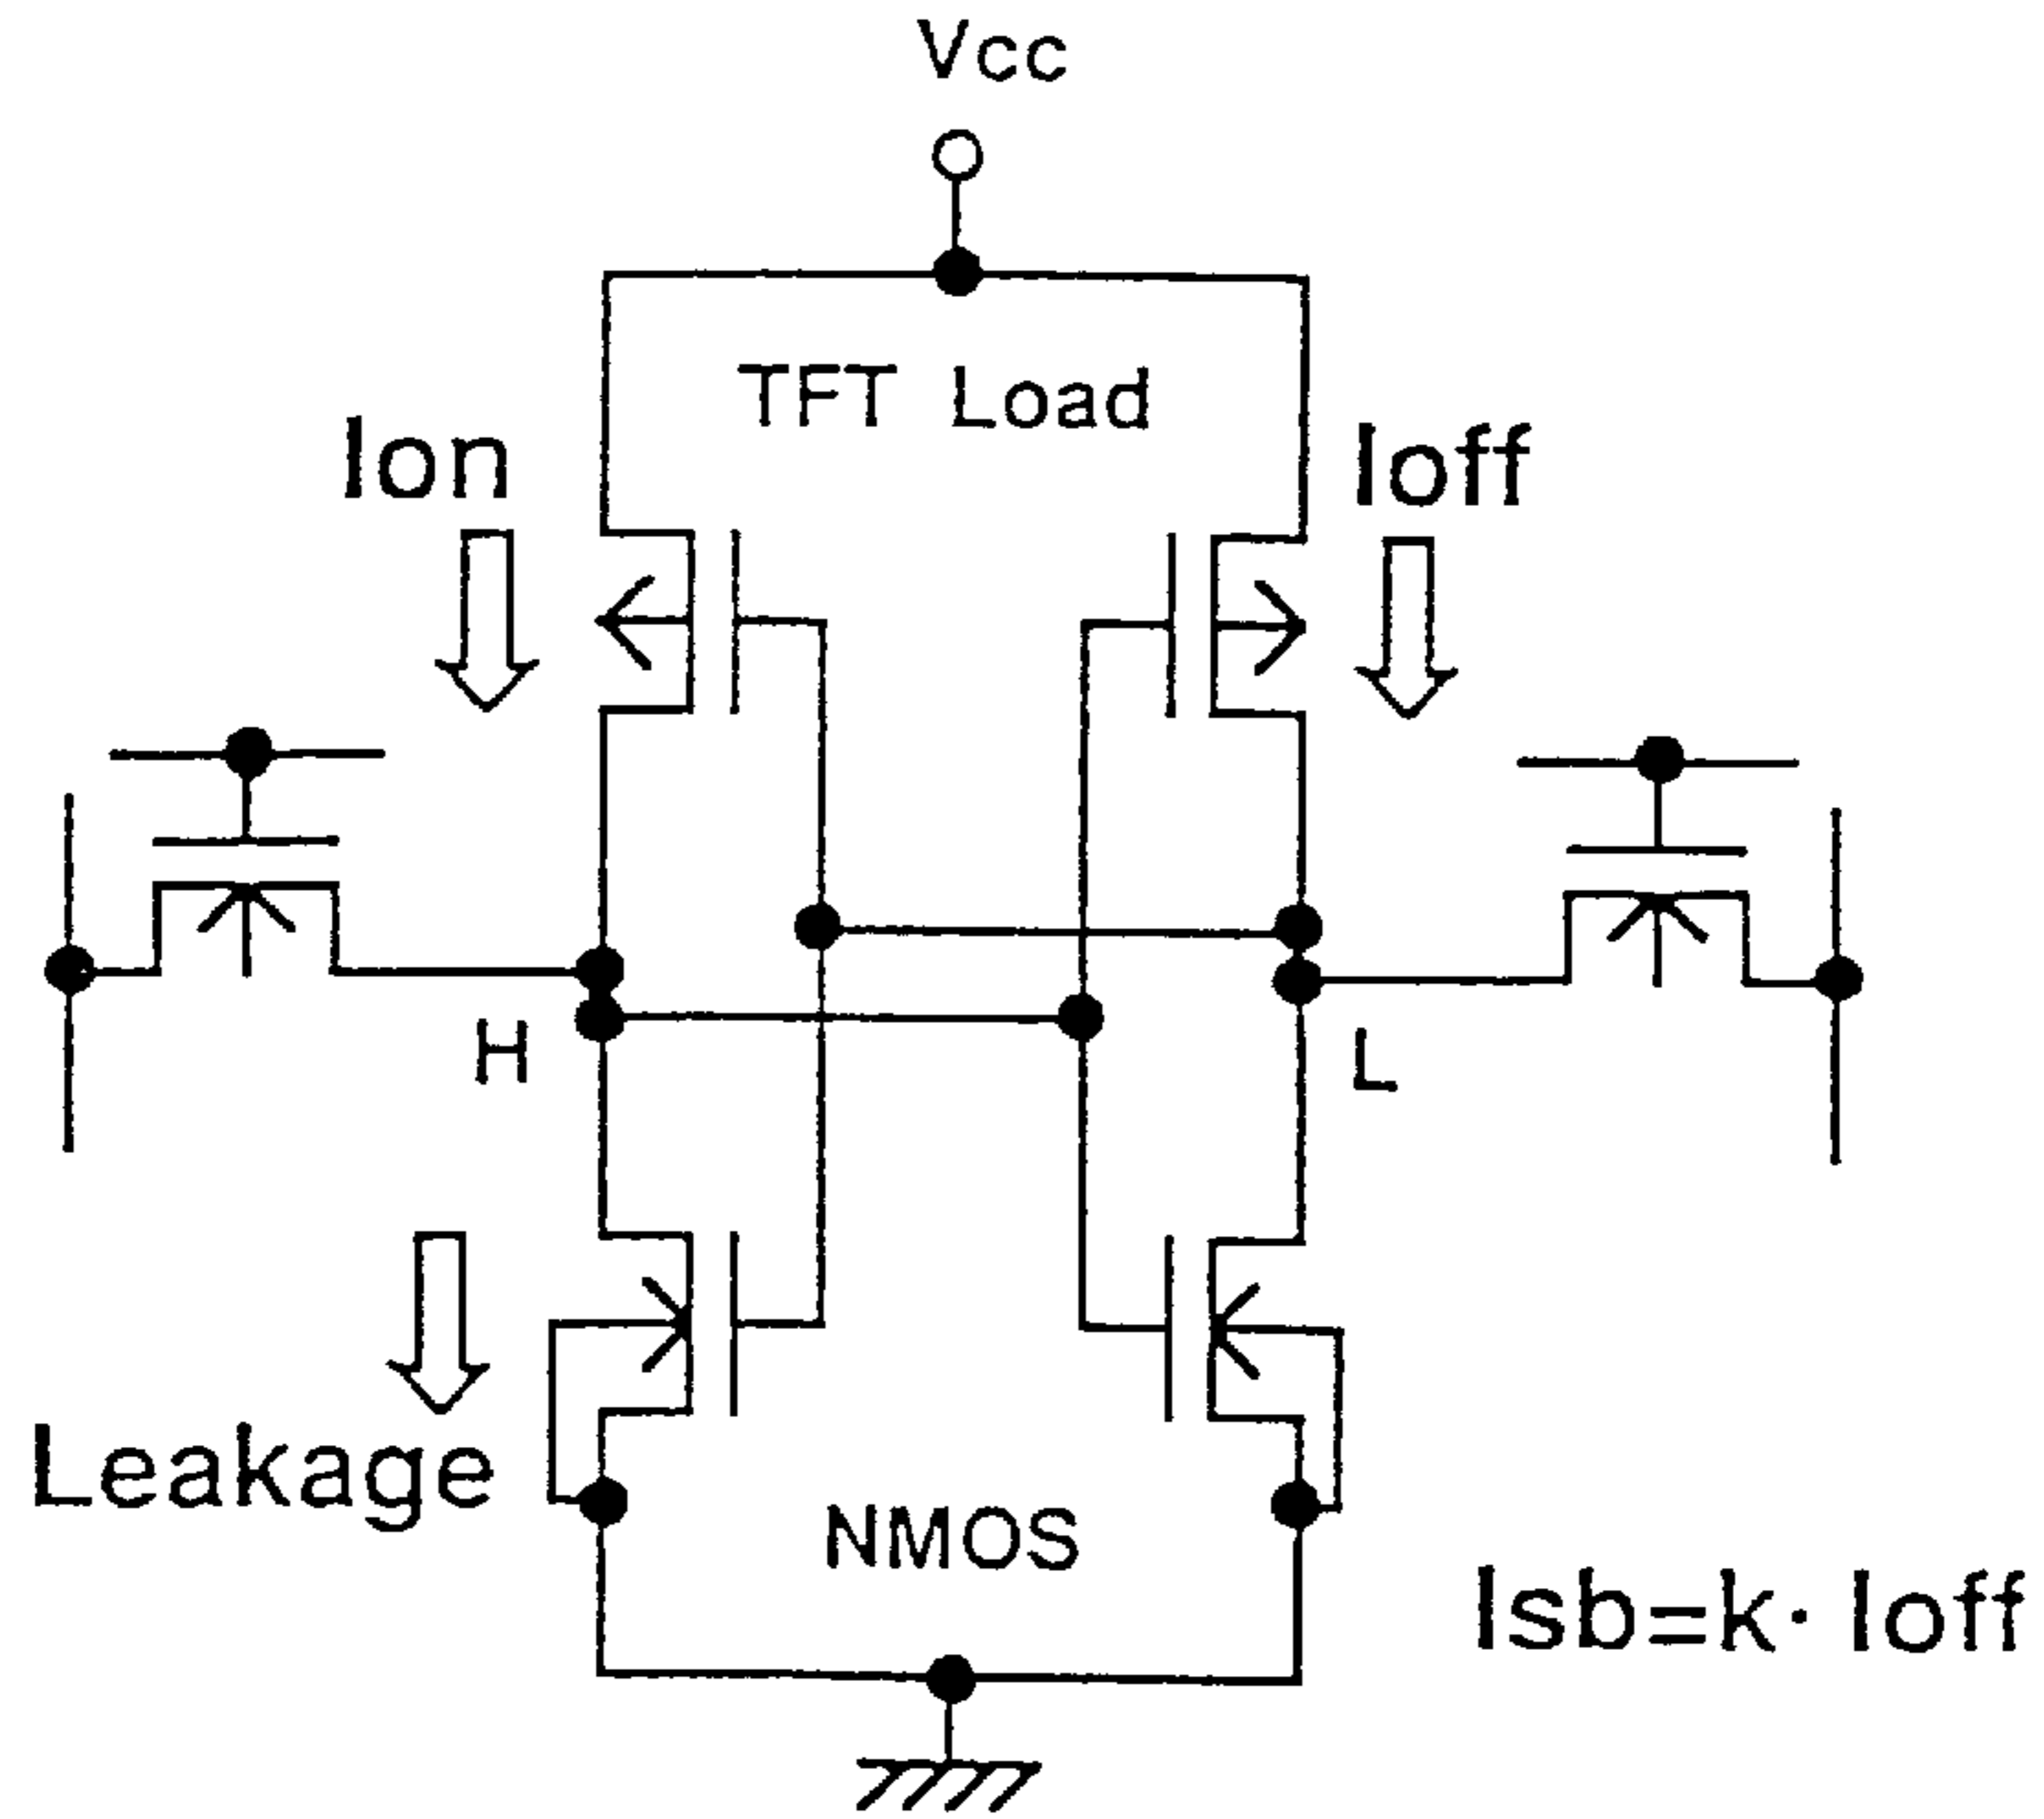 Vcc
TFT Load
Ion
Ioff
H
L
Leakage
NMOS
Isb=k· Ioff